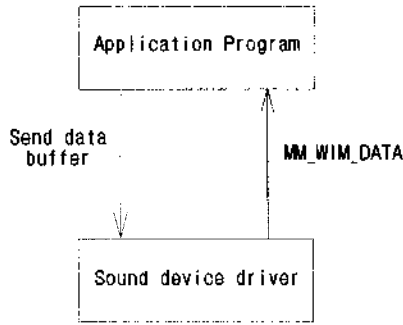 Application Program
Send data
buffer
MM_WIM_DATA
Sound device driver